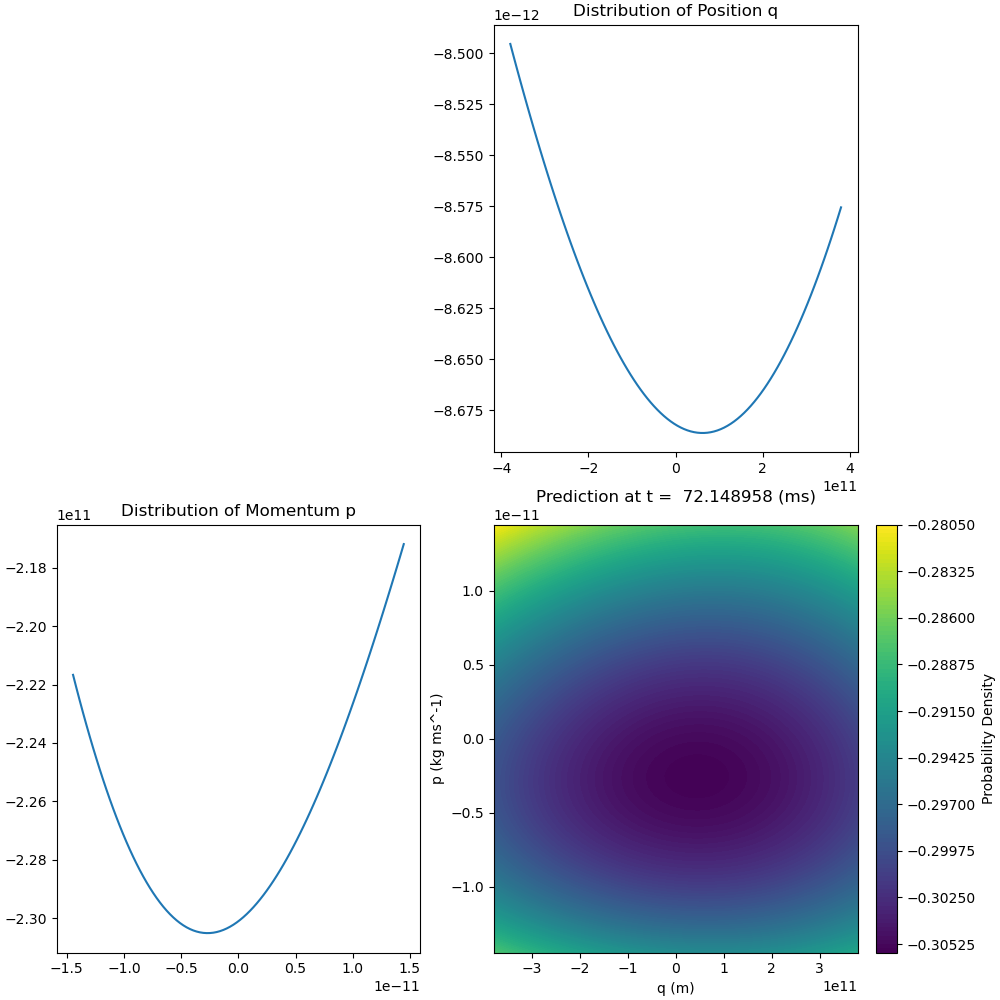 Distribution of Position q
1e−12
−8.500
−8.525
−8.550
−8.575
−8.600
−8.625
−8.650
−8.675
−4 −2 0 2 4
1e11
Distribution of Momentum p
1e11
−2.18
−2.20
−2.22
−2.24
−2.26
−2.28
−2.30
−1.5 −1.0 −0.5 0.0 0.5 1.0 1.5
1e−11
Prediction at t = 72.148958 (ms)
1e−11
p (kg ms^-1)
1.0
0.5
0.0
−0.5
−1.0
−3 −2 −1 0 1 2 3
q (m)
1e11
−0.28050
−0.28325
−0.28600
−0.28875
−0.29150
−0.29425
−0.29700
−0.29975
−0.30250
−0.30525
Probability Density